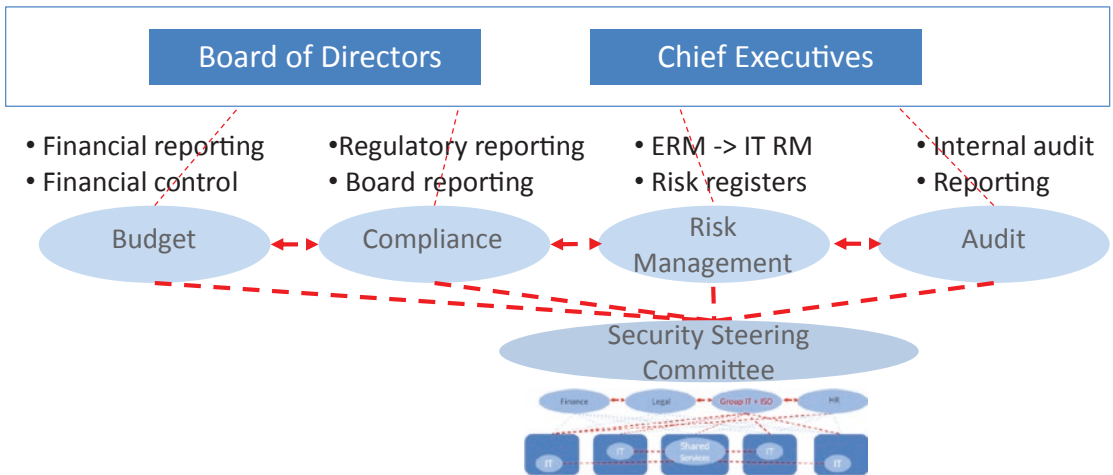 Board of Directors
Chief Executives
• Financial reporting
• Financial control
•Regulatory reporting
• Board reporting
• ERM -> IT RM
• Risk registers
• Internal audit
• Reporting
Budget
Compliance
Risk
Management
Audit
Security Steering
Committee
Finance
Legal
Group IT + ISO
HR
IT
IT
Shared
Services
IT
IT